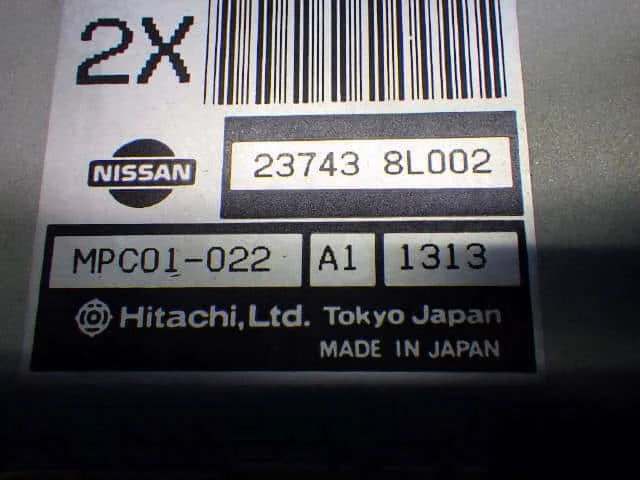 2X
NISSAN
23743 8L002
MPC01-022 A1 1313
Hitachi, Ltd. Tokyo Japan
MADE IN JAPAN